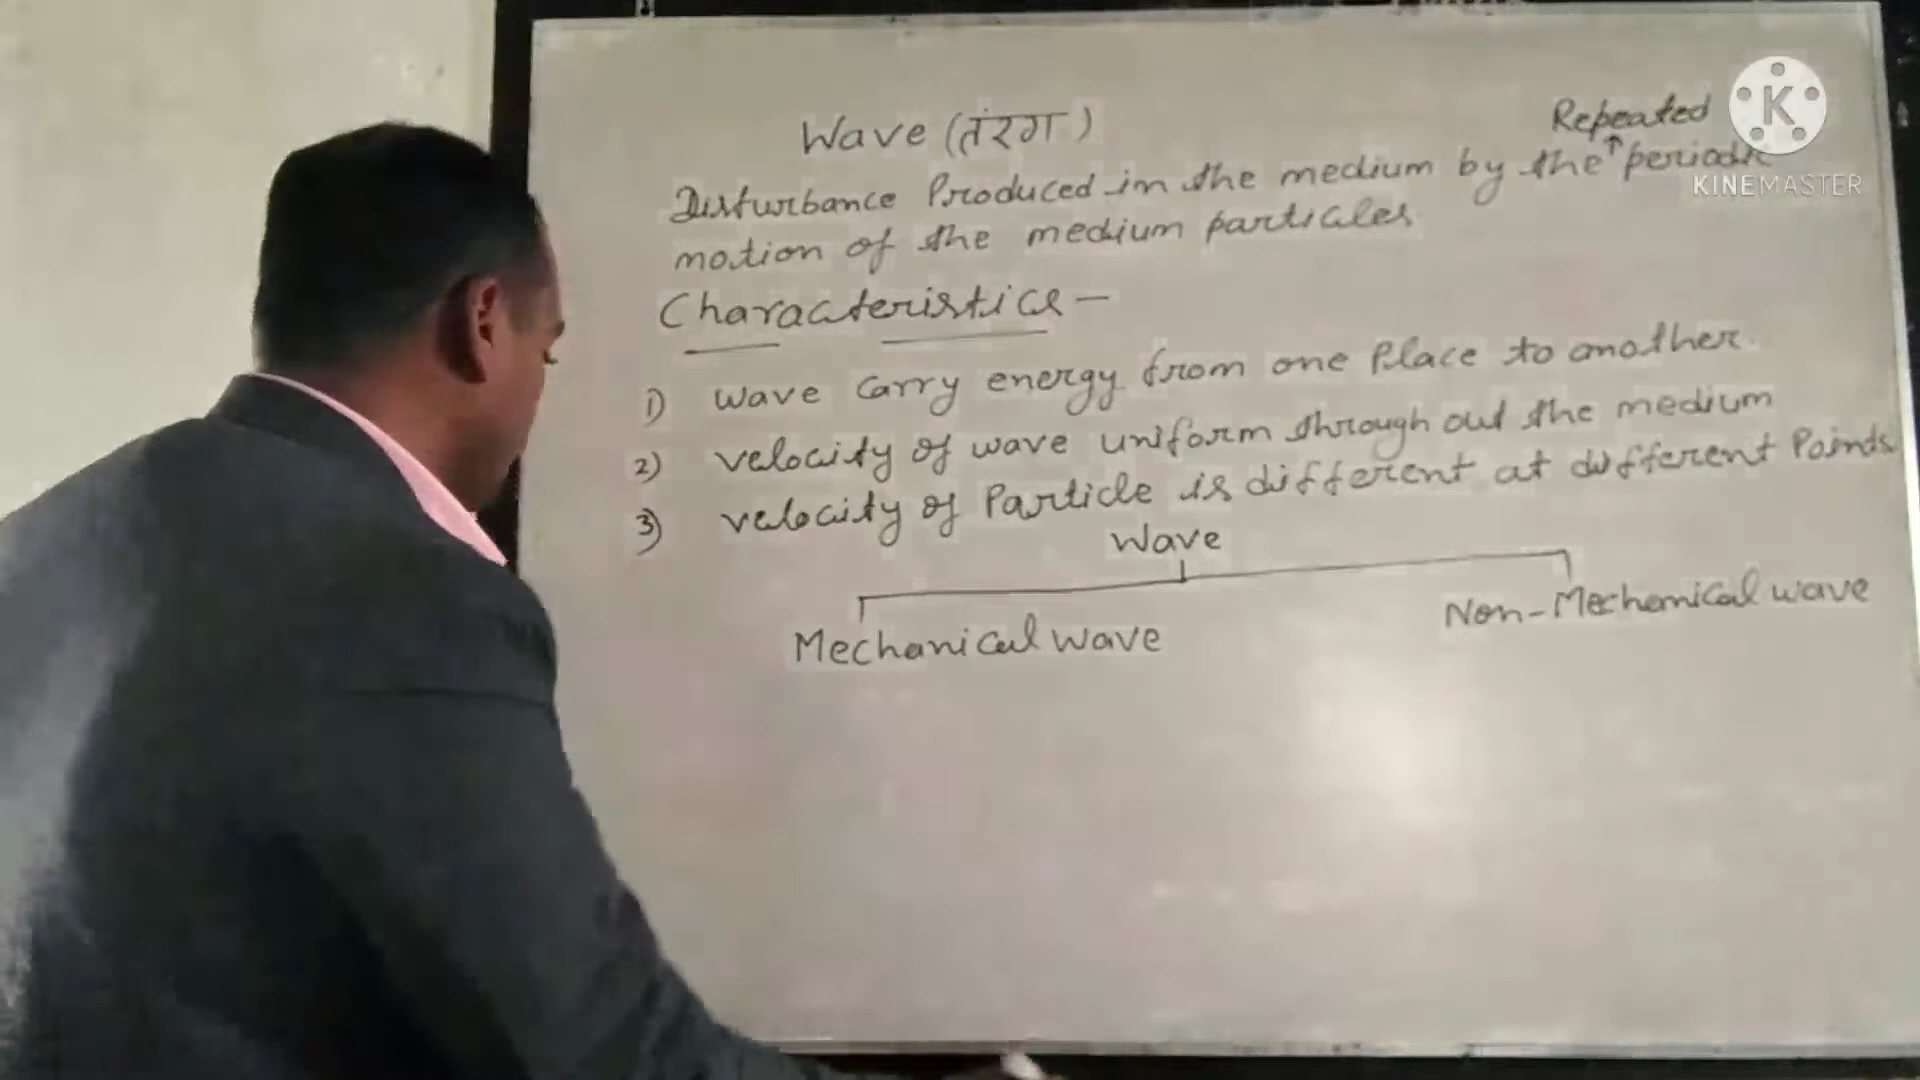 Repeated
Wave (तंरग)
Disturbance Produced in the medium by the ↑ periodic
KINEMASTER
motion of the medium particles
Characteristics -
1) wave carry energy from one Place to another.
2) velocity of wave uniform through out the medium
3) velocity of Particle is different at different Points
Wave
Mechanical wave Non-Mechanical wave